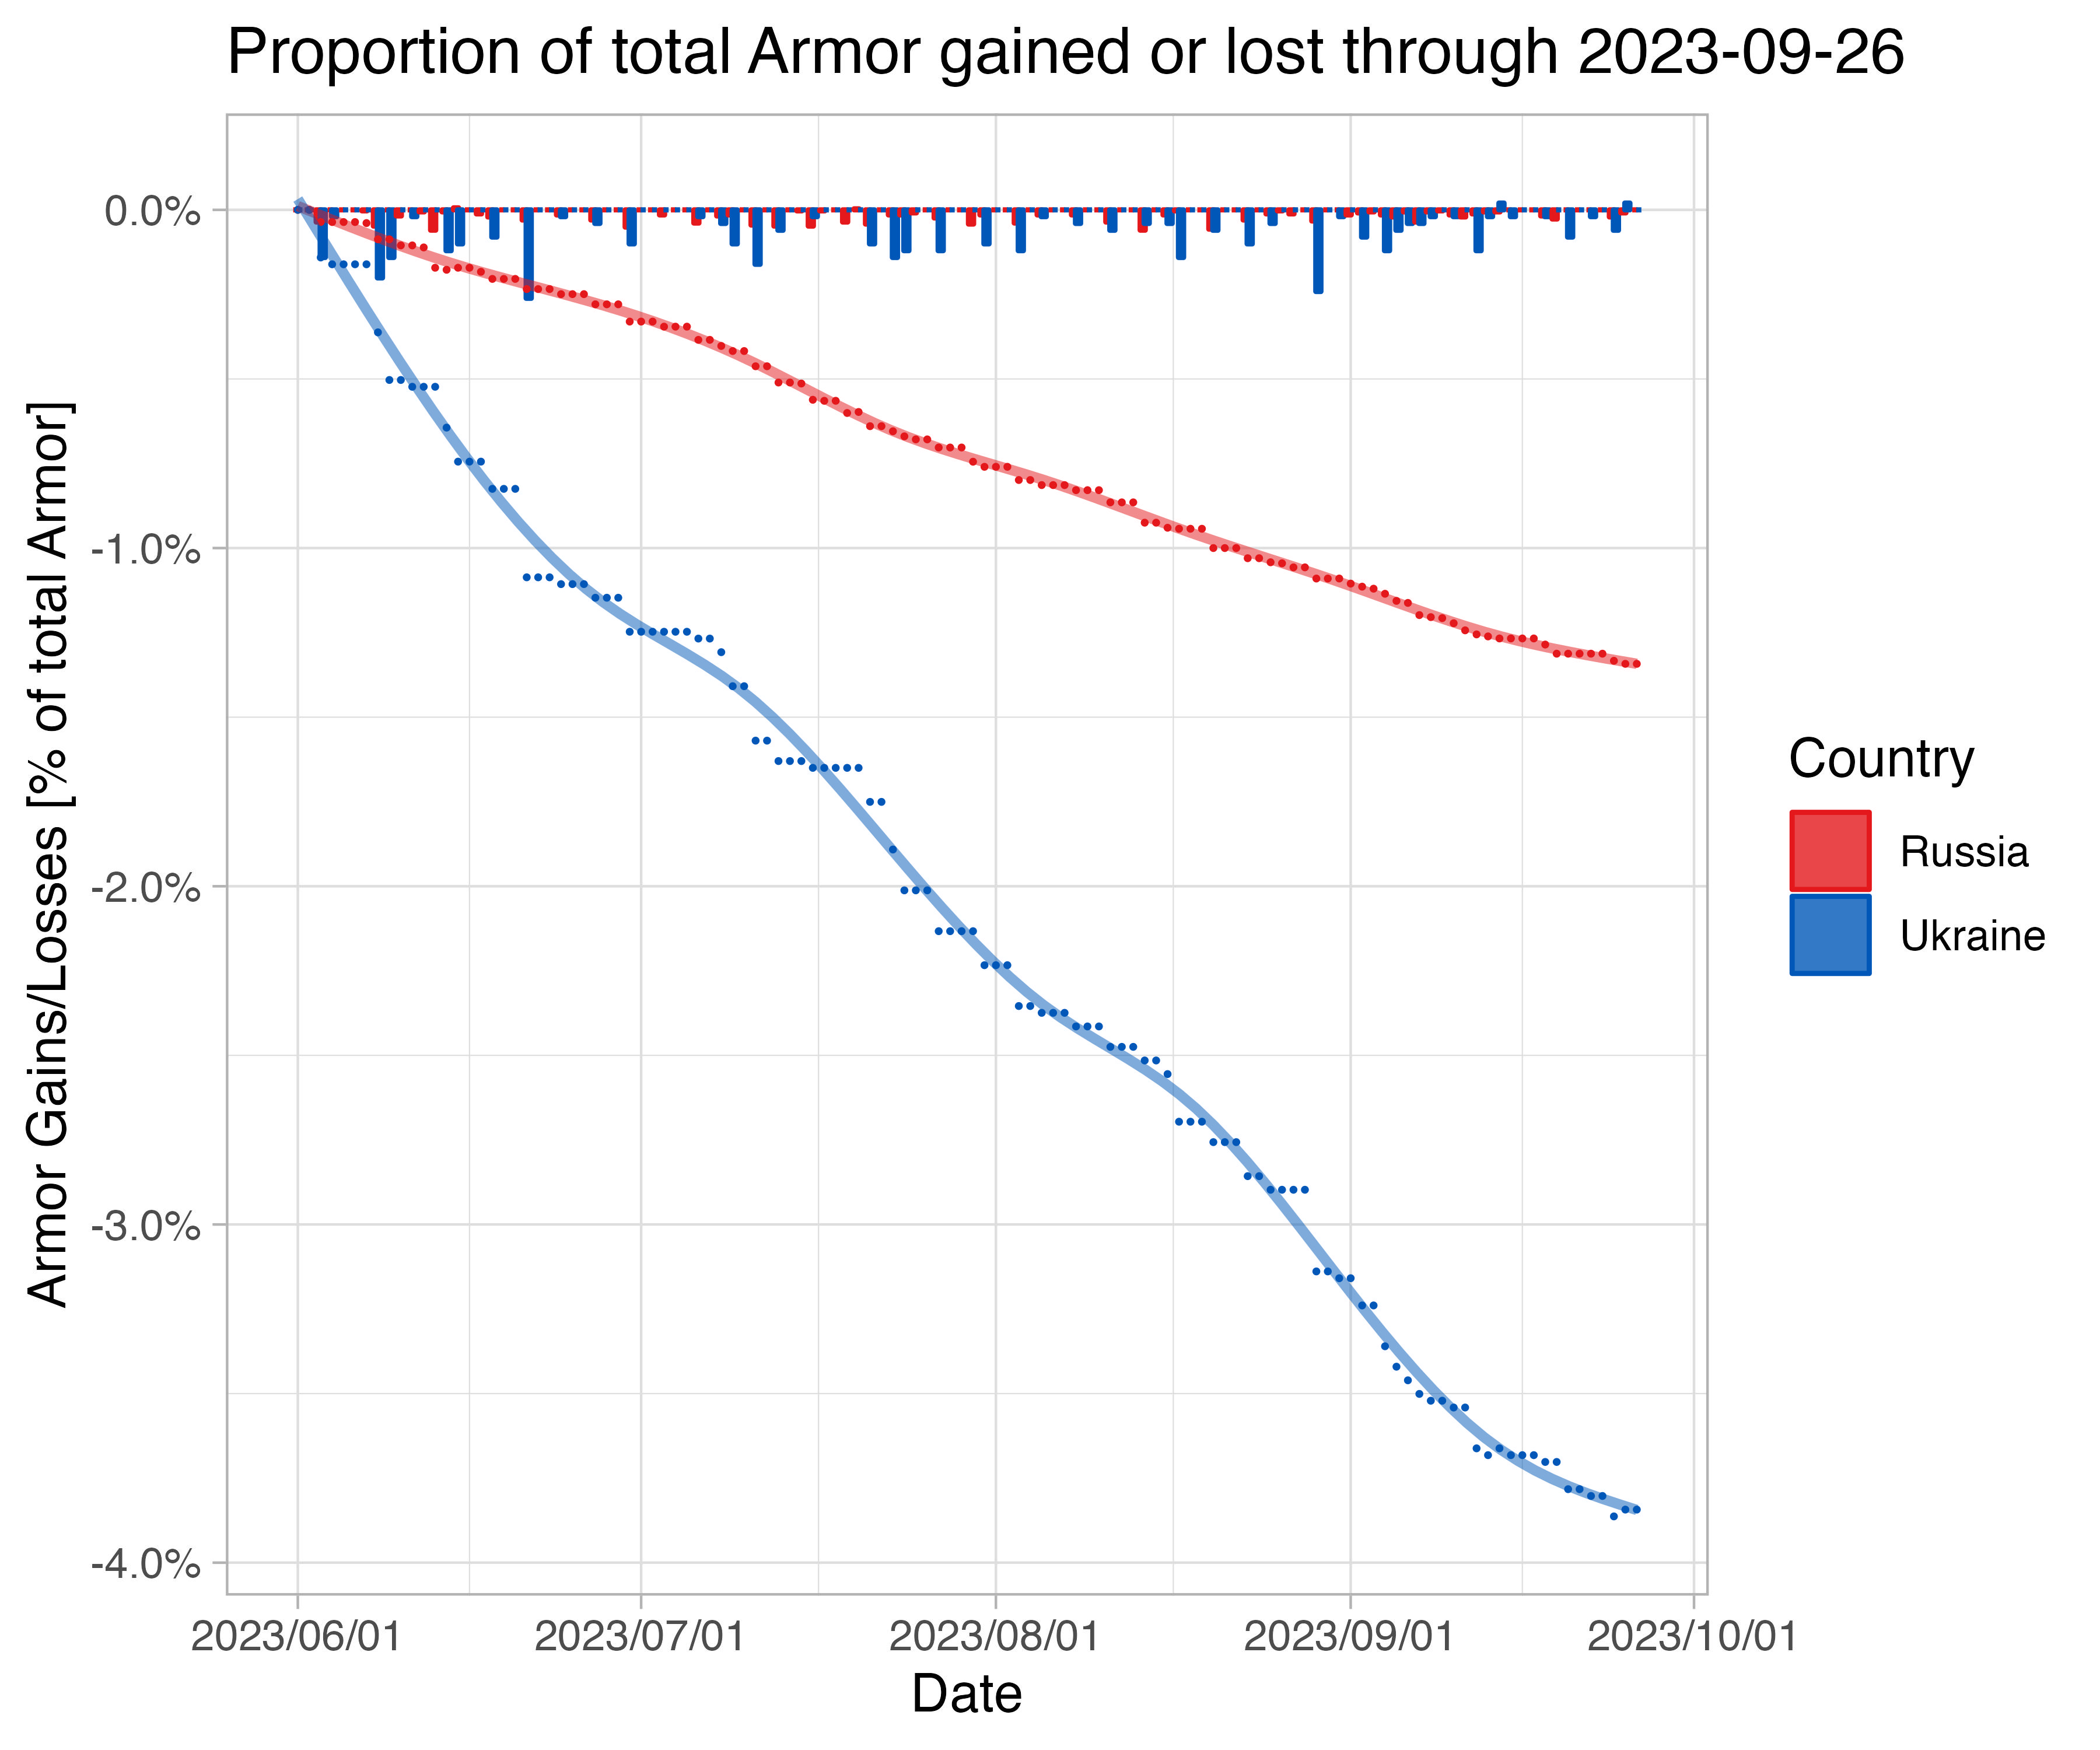 Proportion of total Armor gained or lost through 2023-09-26
Armor Gains/Losses [% of total Armor]
0.0%
-1.0%
-2.0%
-3.0%
-4.0%
2023/06/01
2023/07/01
2023/08/01
2023/09/01
2023/10/01
Date
Country
Russia
Ukraine